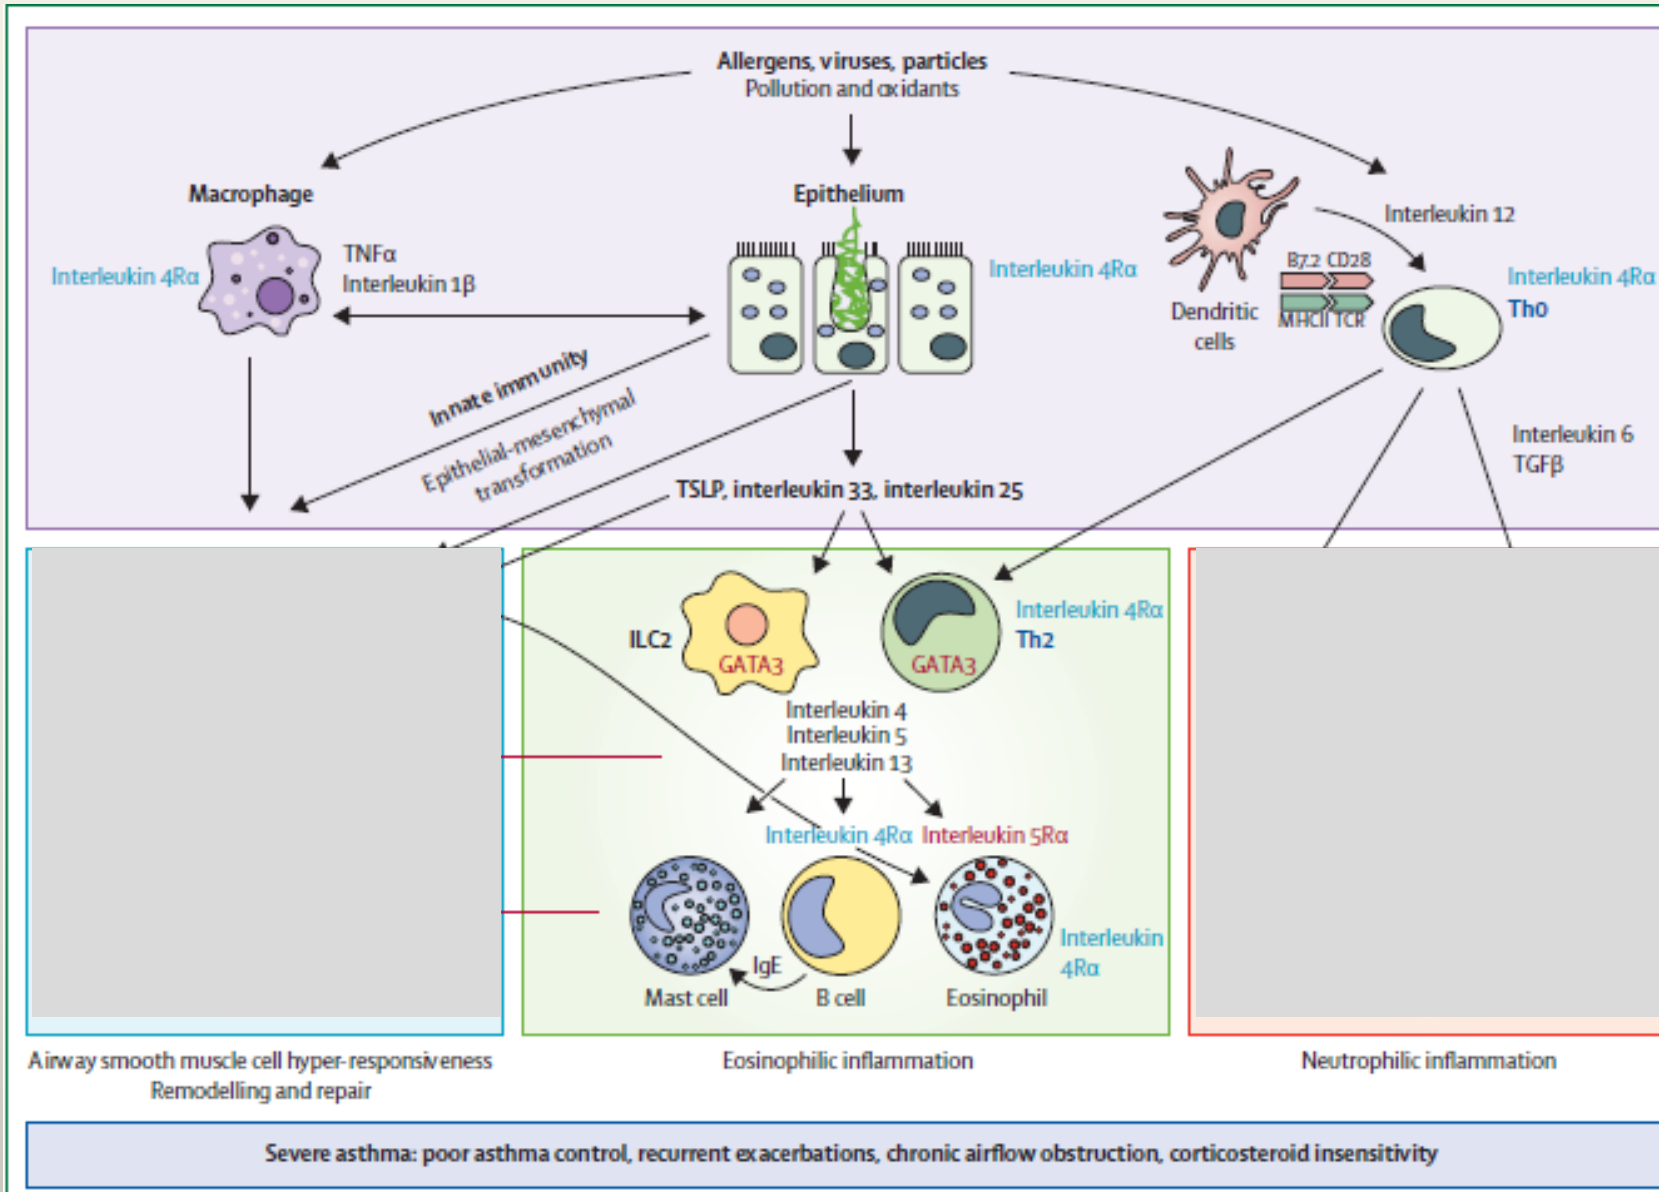 Allergens, viruses, particles
Pollution and oxidants
Macrophage
Epithelium
Interleukin 12
TNFα
Interleukin 1β
Interleukin 4Rα
Interleukin 4Rα
B7.2 CD28
MHCII TCR
Interleukin 4Rα
Th0
Dendritic
cells
Innate immunity
Epithelial-mesenchymal
transformation
Interleukin 6
TGFβ
TSLP, interleukin 33, interleukin 25
ILC2
GATA3
GATA3
Interleukin 4Rα
Th2
Interleukin 4
Interleukin 5
Interleukin 13
Interleukin 4Rα
Interleukin 5Rα
Interleukin
4Rα
IgE
Mast cell
B cell
Eosinophil
Airway smooth muscle cell hyper-responsiveness
Remodelling and repair
Eosinophilic inflammation
Neutrophilic inflammation
Severe asthma: poor asthma control, recurrent exacerbations, chronic airflow obstruction, corticosteroid insensitivity